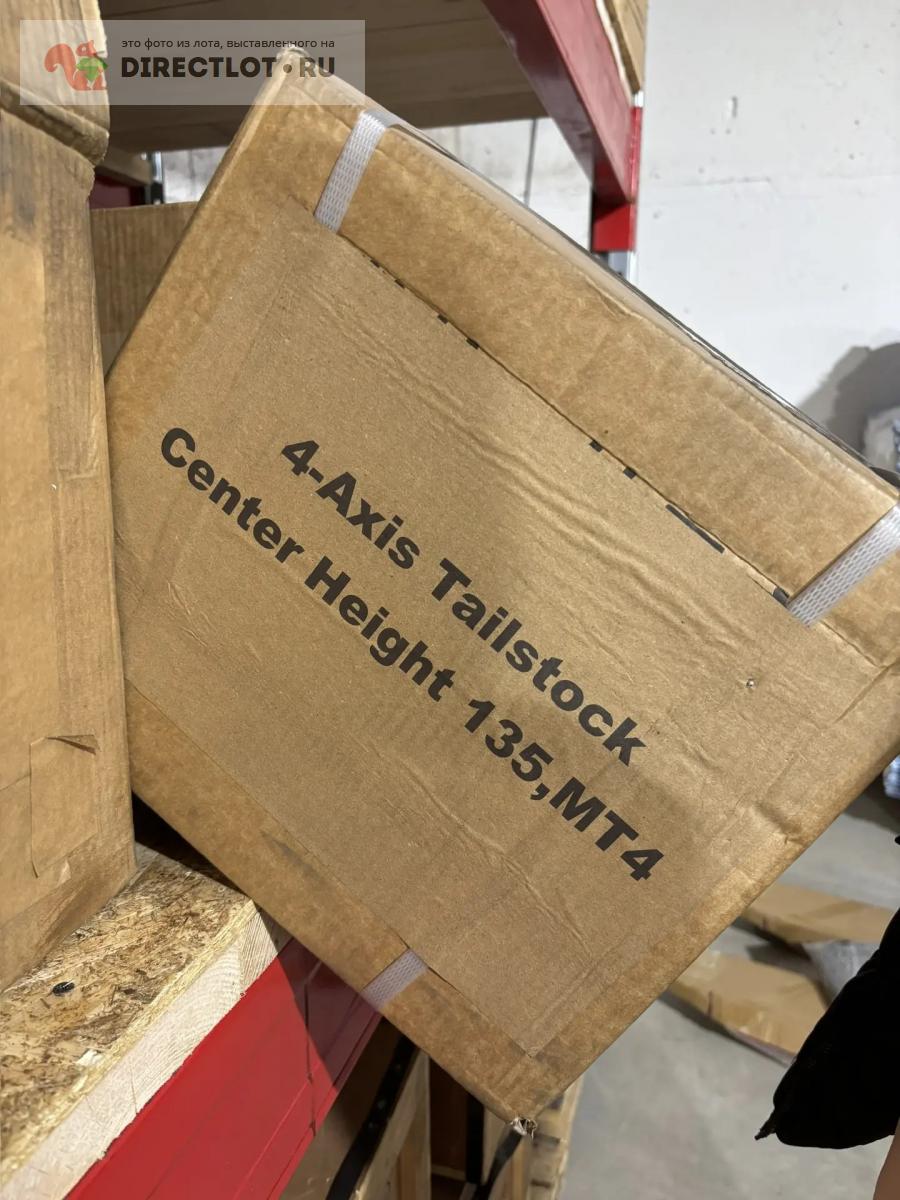 это фото из лота, выставленного на
DIRECTLOT.RU
4-Axis Tailstock
Center Height 135,MT4